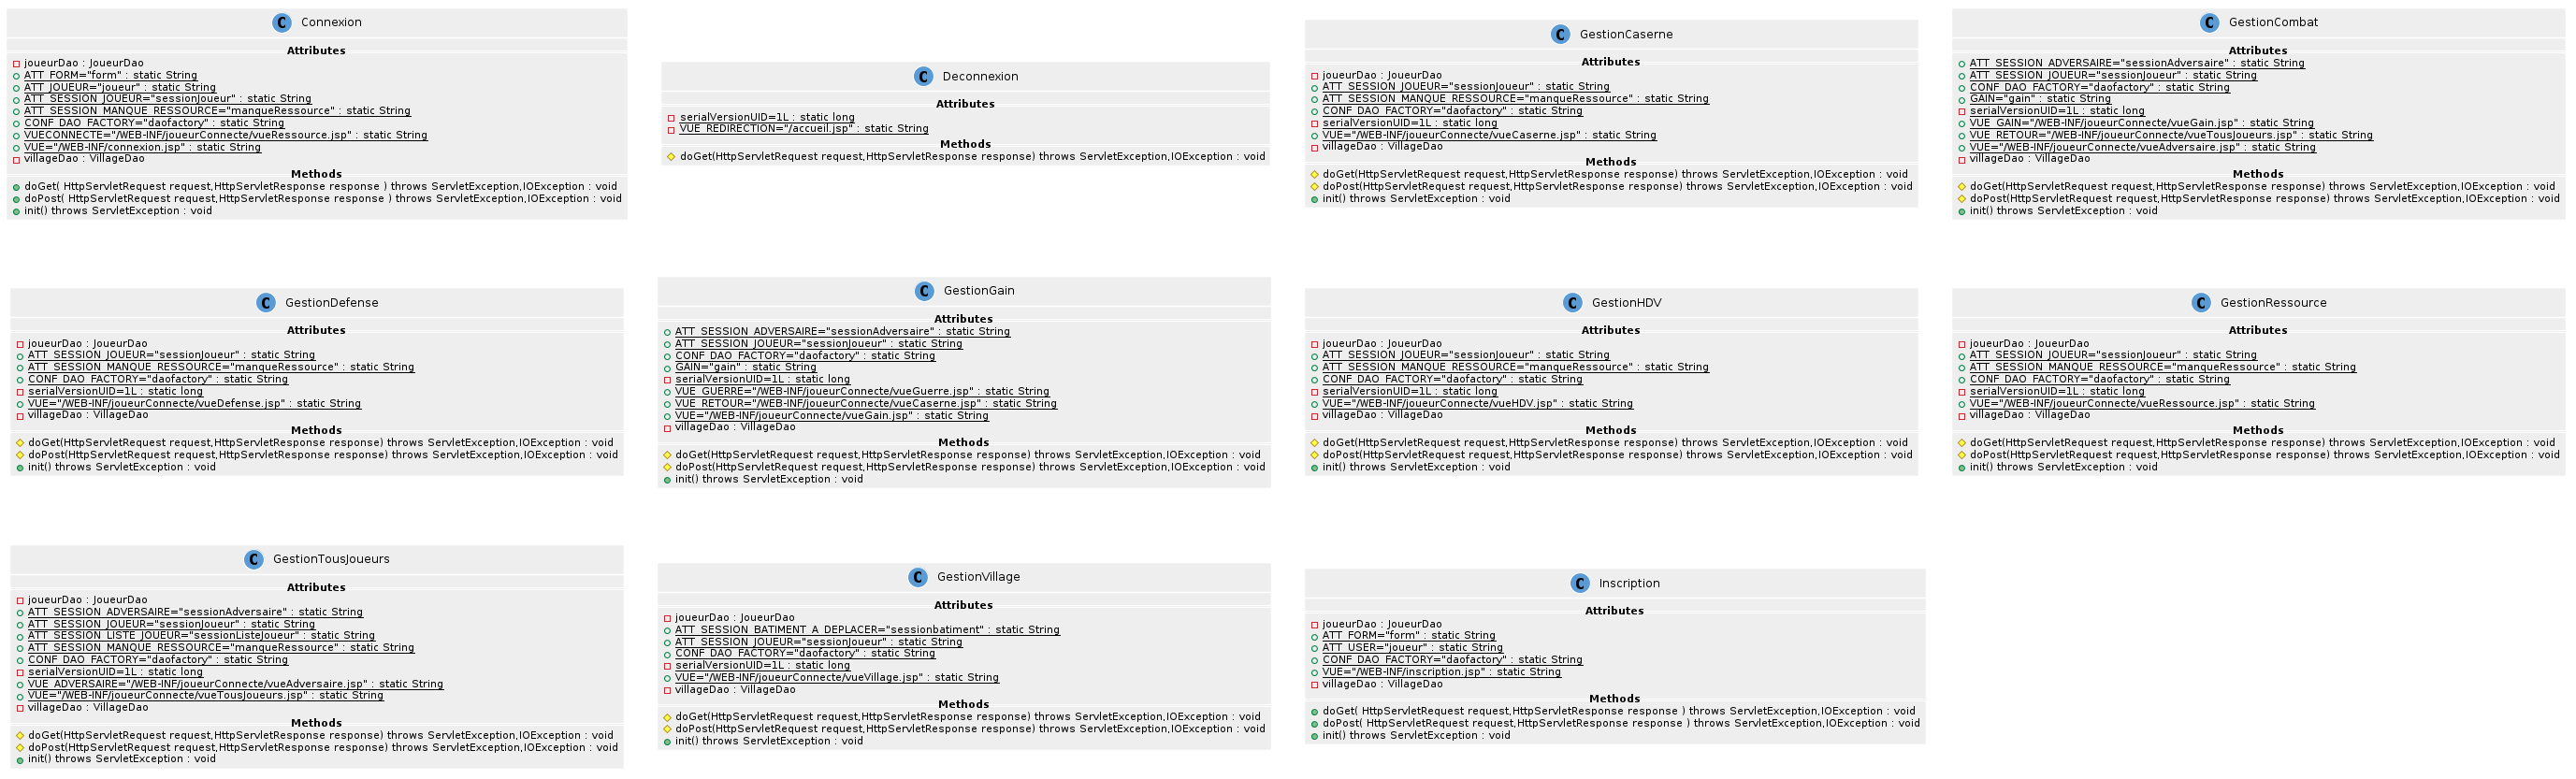 Connexion
Attributes
joueurDao : JoueurDao
ATT_FORM="form" : static String
ATT_JOUEUR="joueur" : static String
ATT_SESSION_JOUEUR="sessionJoueur" : static String
ATT_SESSION_MANQUE_RESSOURCE="manqueRessource" : static String
CONF_DAO_FACTORY="daofactory" : static String
VUECONNECTE="/WEB-INF/joueurConnecte/vueRessource.jsp" : static String
VUE="/WEB-INF/connexion.jsp" : static String
villageDao : VillageDao
Methods
doGet( HttpServletRequest request,HttpServletResponse response ) throws ServletException,IOException : void
doPost( HttpServletRequest request,HttpServletResponse response ) throws ServletException,IOException : void
init() throws ServletException : void
Deconnexion
Attributes
serialVersionUID=1L : static long
VUE_REDIRECTION="/accueil.jsp" : static String
Methods
doGet(HttpServletRequest request,HttpServletResponse response) throws ServletException,IOException : void
GestionCaserne
Attributes
joueurDao : JoueurDao
ATT_SESSION_JOUEUR="sessionJoueur" : static String
ATT_SESSION_MANQUE_RESSOURCE="manqueRessource" : static String
CONF_DAO_FACTORY="daofactory" : static String
serialVersionUID=1L : static long
VUE="/WEB-INF/joueurConnecte/vueCaserne.jsp" : static String
villageDao : VillageDao
Methods
doGet(HttpServletRequest request,HttpServletResponse response) throws ServletException,IOException : void
doPost(HttpServletRequest request,HttpServletResponse response) throws ServletException,IOException : void
init() throws ServletException : void
GestionCombat
Attributes
ATT_SESSION_ADVERSAIRE="sessionAdversaire" : static String
ATT_SESSION_JOUEUR="sessionJoueur" : static String
CONF_DAO_FACTORY="daofactory" : static String
GAIN="gain" : static String
serialVersionUID=1L : static long
VUE_GAIN="/WEB-INF/joueurConnecte/vueGain.jsp" : static String
VUE_RETOUR="/WEB-INF/joueurConnecte/vueTousJoueurs.jsp" : static String
VUE="/WEB-INF/joueurConnecte/vueAdversaire.jsp" : static String
villageDao : VillageDao
Methods
doGet(HttpServletRequest request,HttpServletResponse response) throws ServletException,IOException : void
doPost(HttpServletRequest request,HttpServletResponse response) throws ServletException,IOException : void
init() throws ServletException : void
GestionDefense
Attributes
joueurDao : JoueurDao
ATT_SESSION_JOUEUR="sessionJoueur" : static String
ATT_SESSION_MANQUE_RESSOURCE="manqueRessource" : static String
CONF_DAO_FACTORY="daofactory" : static String
serialVersionUID=1L : static long
VUE="/WEB-INF/joueurConnecte/vueDefense.jsp" : static String
villageDao : VillageDao
Methods
doGet(HttpServletRequest request,HttpServletResponse response) throws ServletException,IOException : void
doPost(HttpServletRequest request,HttpServletResponse response) throws ServletException,IOException : void
init() throws ServletException : void
GestionGain
Attributes
ATT_SESSION_ADVERSAIRE="sessionAdversaire" : static String
ATT_SESSION_JOUEUR="sessionJoueur" : static String
CONF_DAO_FACTORY="daofactory" : static String
GAIN="gain" : static String
serialVersionUID=1L : static long
VUE_GUERRE="/WEB-INF/joueurConnecte/vueGuerre.jsp" : static String
VUE_RETOUR="/WEB-INF/joueurConnecte/vueCaserne.jsp" : static String
VUE="/WEB-INF/joueurConnecte/vueGain.jsp" : static String
villageDao : VillageDao
Methods
doGet(HttpServletRequest request,HttpServletResponse response) throws ServletException,IOException : void
doPost(HttpServletRequest request,HttpServletResponse response) throws ServletException,IOException : void
init() throws ServletException : void
GestionHDV
Attributes
joueurDao : JoueurDao
ATT_SESSION_JOUEUR="sessionJoueur" : static String
ATT_SESSION_MANQUE_RESSOURCE="manqueRessource" : static String
CONF_DAO_FACTORY="daofactory" : static String
serialVersionUID=1L : static long
VUE="/WEB-INF/joueurConnecte/vueHDV.jsp" : static String
villageDao : VillageDao
Methods
doGet(HttpServletRequest request,HttpServletResponse response) throws ServletException,IOException : void
doPost(HttpServletRequest request,HttpServletResponse response) throws ServletException,IOException : void
init() throws ServletException : void
GestionRessource
Attributes
joueurDao : JoueurDao
ATT_SESSION_JOUEUR="sessionJoueur" : static String
ATT_SESSION_MANQUE_RESSOURCE="manqueRessource" : static String
CONF_DAO_FACTORY="daofactory" : static String
serialVersionUID=1L : static long
VUE="/WEB-INF/joueurConnecte/vueRessource.jsp" : static String
villageDao : VillageDao
Methods
doGet(HttpServletRequest request,HttpServletResponse response) throws ServletException,IOException : void
doPost(HttpServletRequest request,HttpServletResponse response) throws ServletException,IOException : void
init() throws ServletException : void
GestionTousJoueurs
Attributes
joueurDao : JoueurDao
ATT_SESSION_ADVERSAIRE="sessionAdversaire" : static String
ATT_SESSION_JOUEUR="sessionJoueur" : static String
ATT_SESSION_LISTE_JOUEUR="sessionListeJoueur" : static String
ATT_SESSION_MANQUE_RESSOURCE="manqueRessource" : static String
CONF_DAO_FACTORY="daofactory" : static String
serialVersionUID=1L : static long
VUE_ADVERSAIRE="/WEB-INF/joueurConnecte/vueAdversaire.jsp" : static String
VUE="/WEB-INF/joueurConnecte/vueTousJoueurs.jsp" : static String
villageDao : VillageDao
Methods
doGet(HttpServletRequest request,HttpServletResponse response) throws ServletException,IOException : void
doPost(HttpServletRequest request,HttpServletResponse response) throws ServletException,IOException : void
init() throws ServletException : void
GestionVillage
Attributes
joueurDao : JoueurDao
ATT_SESSION_BATIMENT_A_DEPLACER="sessionbatiment" : static String
ATT_SESSION_JOUEUR="sessionJoueur" : static String
CONF_DAO_FACTORY="daofactory" : static String
serialVersionUID=1L : static long
VUE="/WEB-INF/joueurConnecte/vueVillage.jsp" : static String
villageDao : VillageDao
Methods
doGet(HttpServletRequest request,HttpServletResponse response) throws ServletException,IOException : void
doPost(HttpServletRequest request,HttpServletResponse response) throws ServletException,IOException : void
init() throws ServletException : void
Inscription
Attributes
joueurDao : JoueurDao
ATT_FORM="form" : static String
ATT_USER="joueur" : static String
CONF_DAO_FACTORY="daofactory" : static String
VUE="/WEB-INF/inscription.jsp" : static String
villageDao : VillageDao
Methods
doGet( HttpServletRequest request,HttpServletResponse response ) throws ServletException,IOException : void
doPost( HttpServletRequest request,HttpServletResponse response ) throws ServletException,IOException : void
init() throws ServletException : void